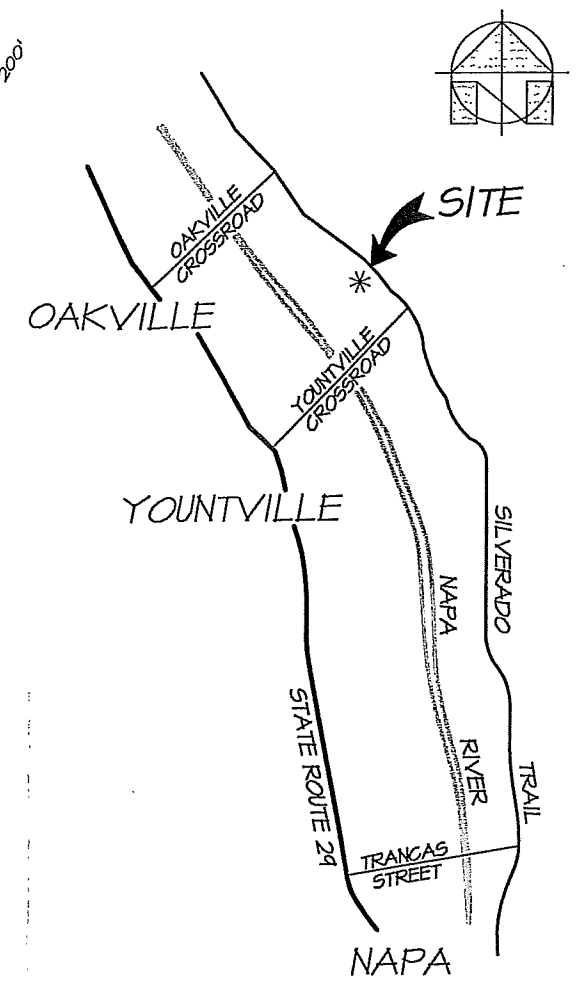 200'
SITE
OAKVILLE
CROSSROAD
OAKVILLE
YOUNTVILLE
CROSSROAD
YOUNTVILLE
SILVERADO
NAPA
STATE ROUTE 29
RIVER
TRAIL
TRANCAS
STREET
NAPA